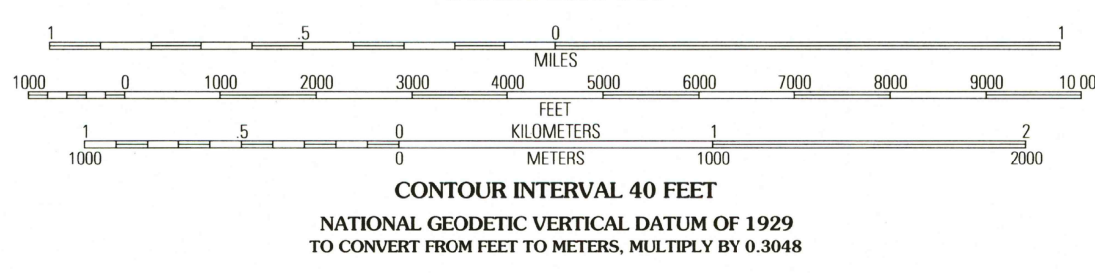 1 .5 0 1
MILES
1000 0 1000 2000 3000 4000 5000 6000 7000 8000 9000 10 00
FEET
1 .5 0 KILOMETERS 1 2
1000 0 METERS 1000 2000
CONTOUR INTERVAL 40 FEET
NATIONAL GEODETIC VERTICAL DATUM OF 1929
TO CONVERT FROM FEET TO METERS, MULTIPLY BY 0.3048